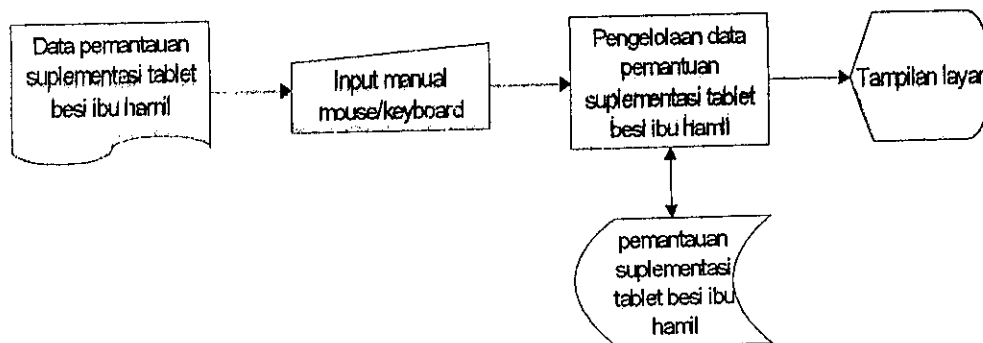 Data pemantauan
suplementasi tablet
besi ibu hamil
Input manual
mouse/keyboard
Pengelolaan data
pemantuan
suplementasi tablet
besi ibu Hamil
Tampilan layar
pemantauan
suplementasi
tablet besi ibu
hamil